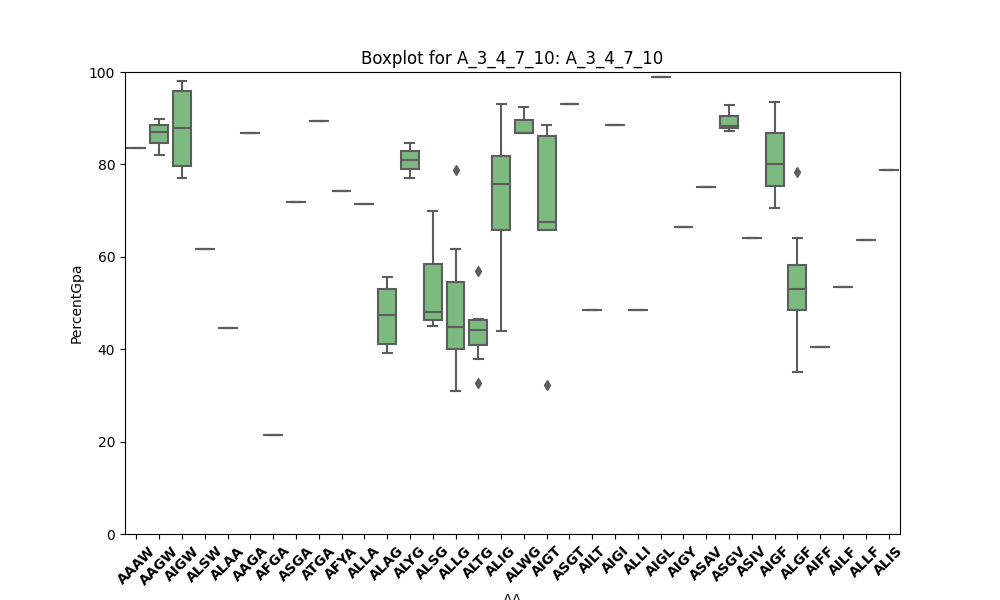 Boxplot for A_3_4_7_10: A_3_4_7_10
100
80
60
40
20
0
PercentGpa
AAAW AAGW AIGW ALSW ALAA AAGA AFGA ASGA ATGA AFYA ALLA ALAG ALYG ALSG ALLG ALTG ALIG ALWG AIGT ASGT AILT AIGI ALLI AIGL AIGY ASAV ASGV ASIV AIGF ALGF AIFF AILF ALLF ALIS
AA